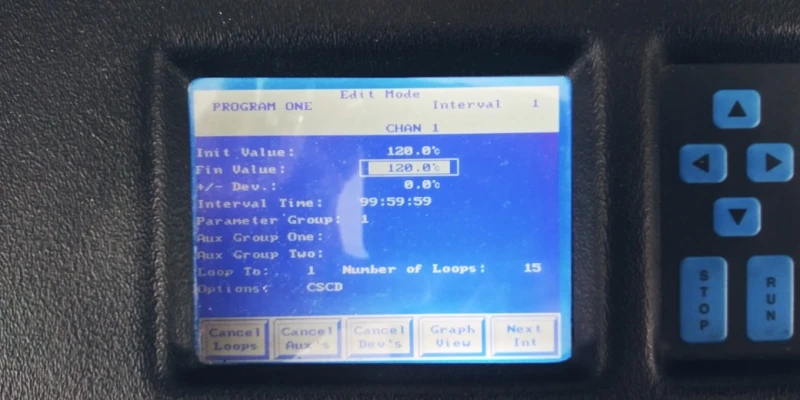 Edit Mode
PROGRAM ONE Interval 1
CHAN 1
Init Value: 120.0℃
Fin Value: 120.0℃
+/- Dev.: 0.0℃
Interval Time: 99:59:59
Parameter Group: 1
Aux Group One:
Aux Group Two:
Loop To: 1 Number of Loops: 15
Options: CSCD
Cancel Loops
Cancel Aux's
Cancel Dev's
Graph View
Next Int
STOP
RUN